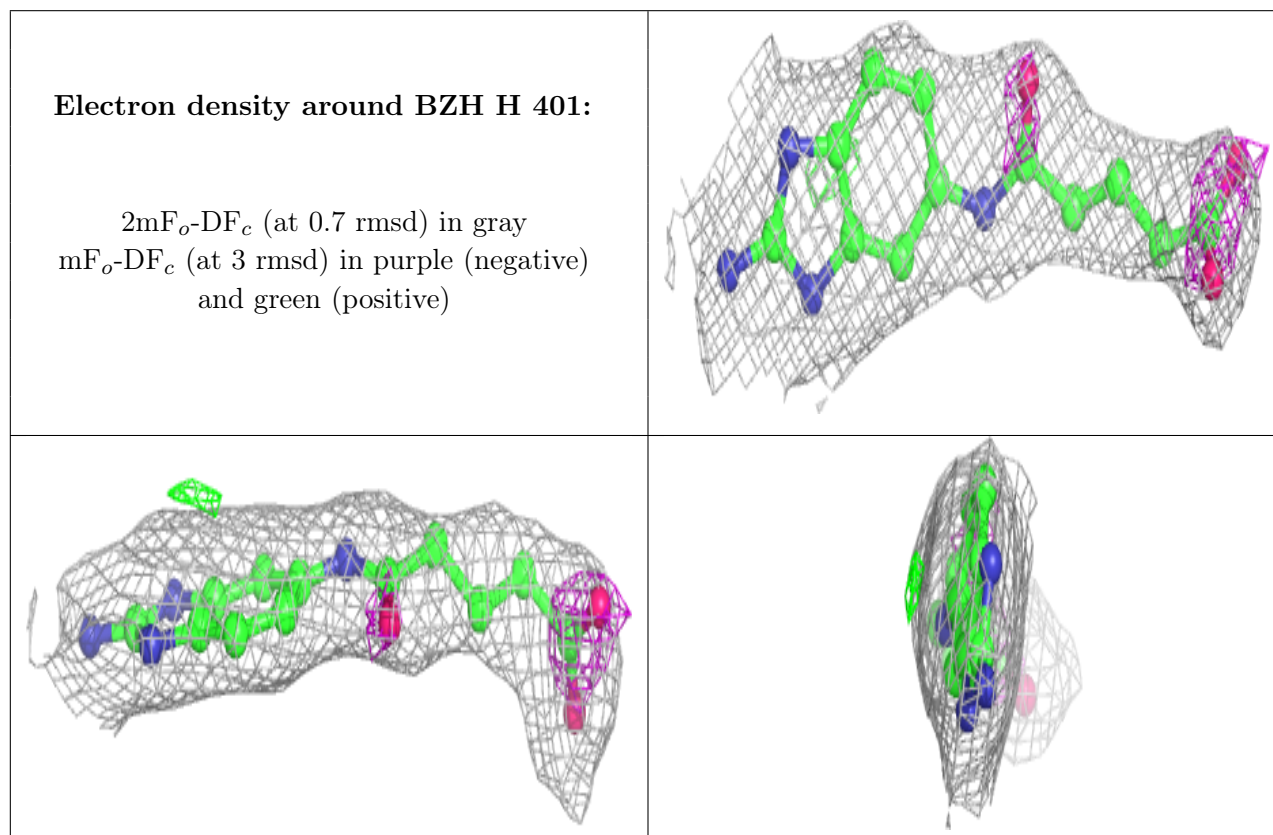 Electron density around BZH H 401:
2mFo-DFc (at 0.7 rmsd) in gray
mFo-DFc (at 3 rmsd) in purple (negative)
and green (positive)